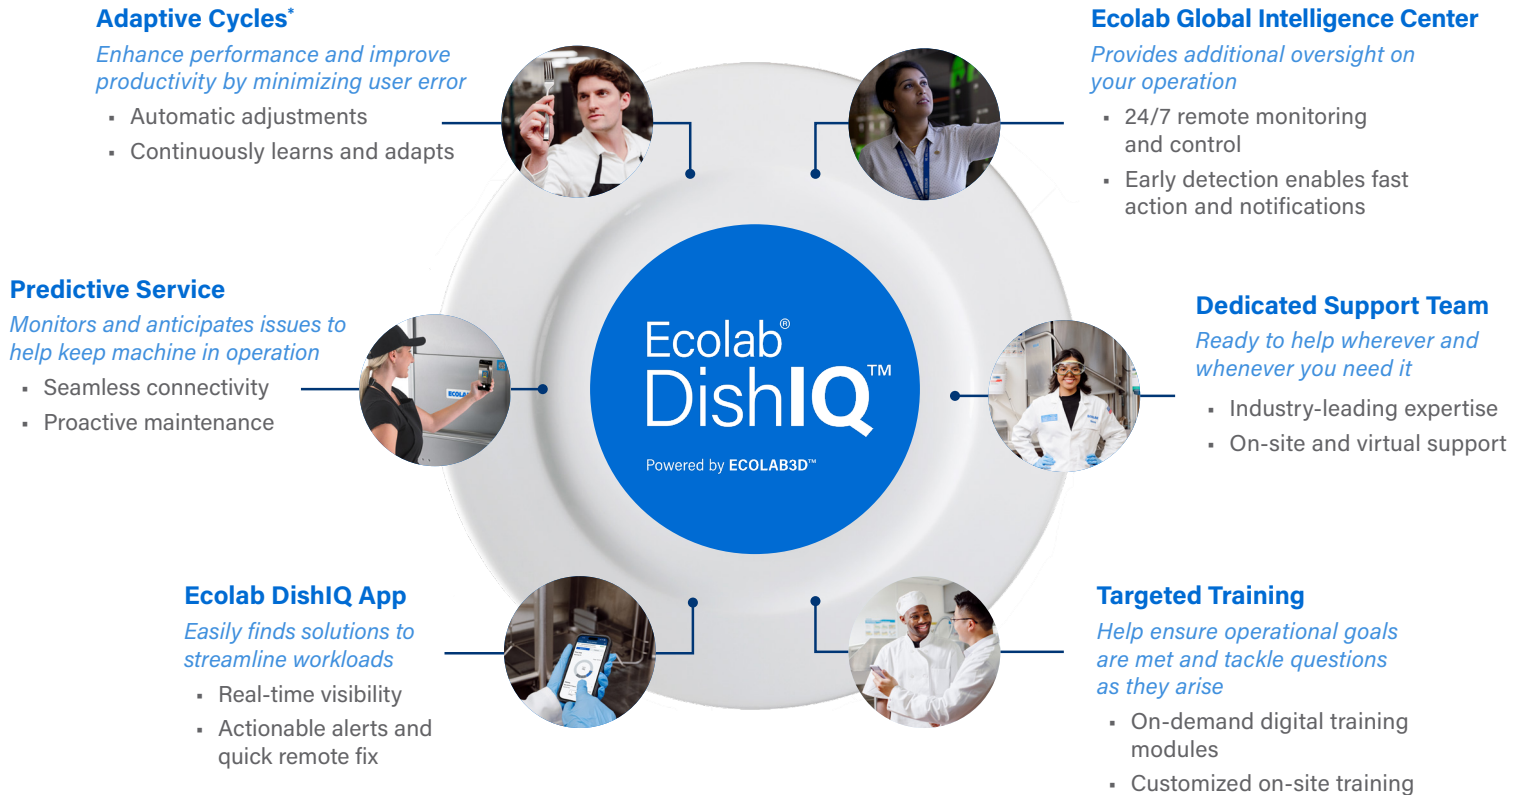 Adaptive Cycles*
Enhance performance and improve
productivity by minimizing user error
▪ Automatic adjustments
▪ Continuously learns and adapts
Ecolab Global Intelligence Center
Provides additional oversight on
your operation
▪ 24/7 remote monitoring
and control
▪ Early detection enables fast
action and notifications
Predictive Service
Monitors and anticipates issues to
help keep machine in operation
▪ Seamless connectivity
▪ Proactive maintenance
Ecolab®
DishIQ™
Powered by ECOLAB3D™
Dedicated Support Team
Ready to help wherever and
whenever you need it
▪ Industry-leading expertise
▪ On-site and virtual support
Ecolab DishIQ App
Easily finds solutions to
streamline workloads
▪ Real-time visibility
▪ Actionable alerts and
quick remote fix
Targeted Training
Help ensure operational goals
are met and tackle questions
as they arise
▪ On-demand digital training
modules
▪ Customized on-site training